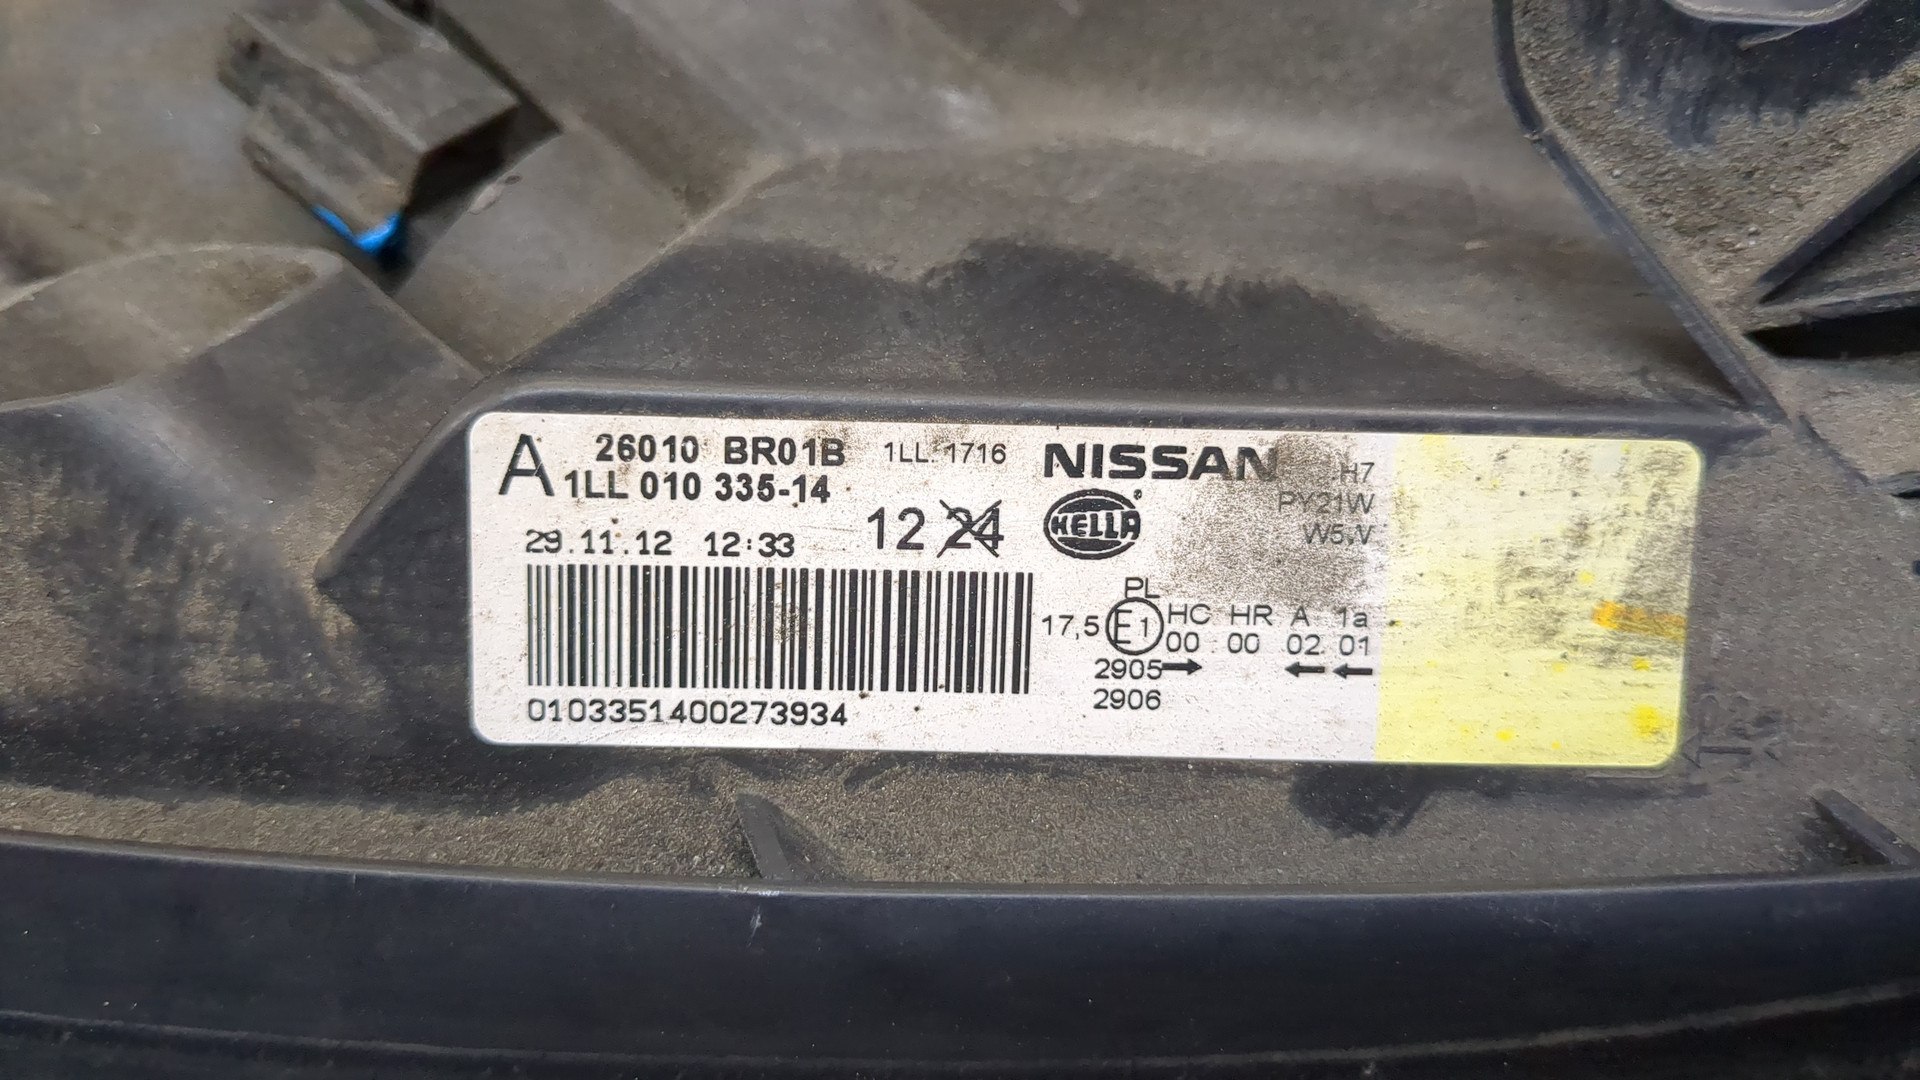 A 26010 BR01B 1LL. 1716 NISSAN H7
1LL 010 335-14 PY21W
29.11.12 12:33 12 24 HELLA W5.V
PL
17,5 E1 HC HR A 1a
00 00 02 01
2905→ ← ←
2906
0103351400273934